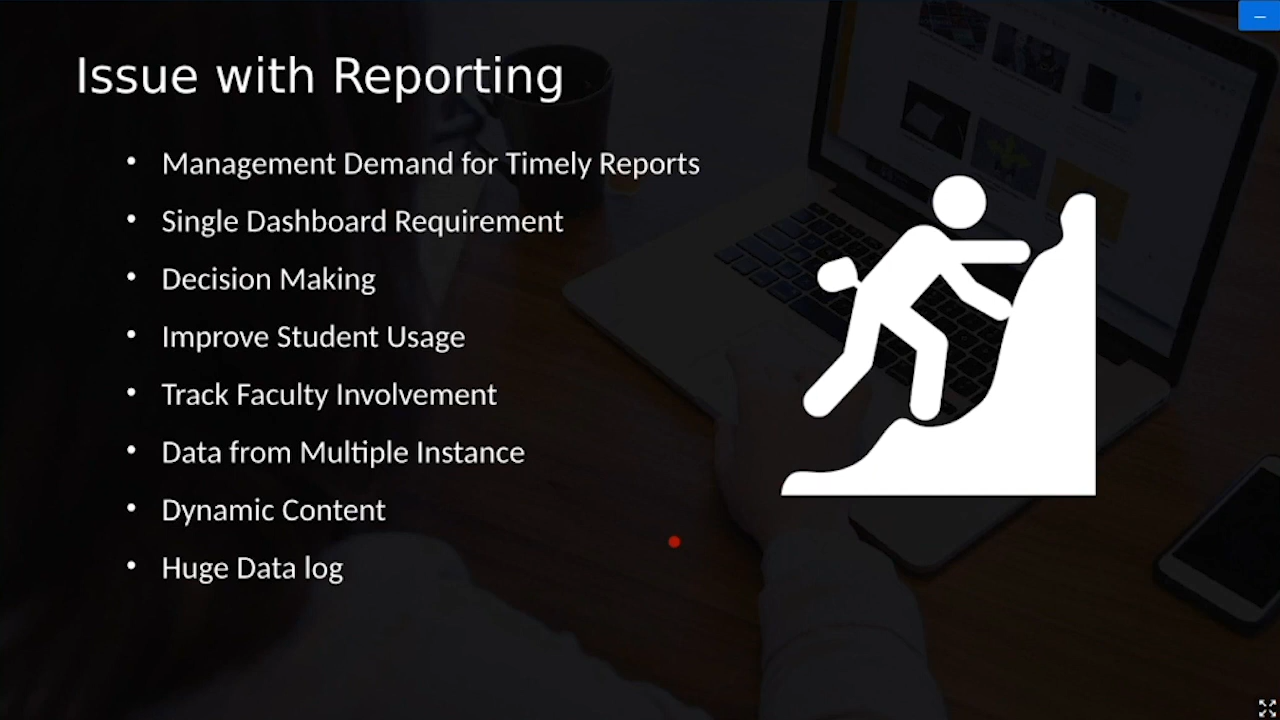 Issue with Reporting
• Management Demand for Timely Reports
• Single Dashboard Requirement
• Decision Making
• Improve Student Usage
• Track Faculty Involvement
• Data from Multiple Instance
• Dynamic Content
• Huge Data log